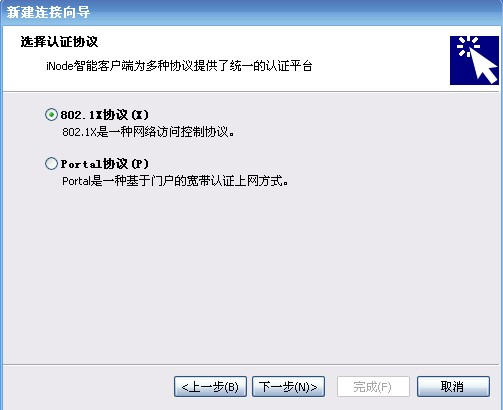 新建连接向导
选择认证协议
iNode智能客户端为多种协议提供了统一的认证平台
802.1X协议(X)
802.1X是一种网络访问控制协议。
Portal协议(P)
Portal是一种基于门户的宽带认证上网方式。
<上一步(B) 下一步(N)> 完成(F) 取消